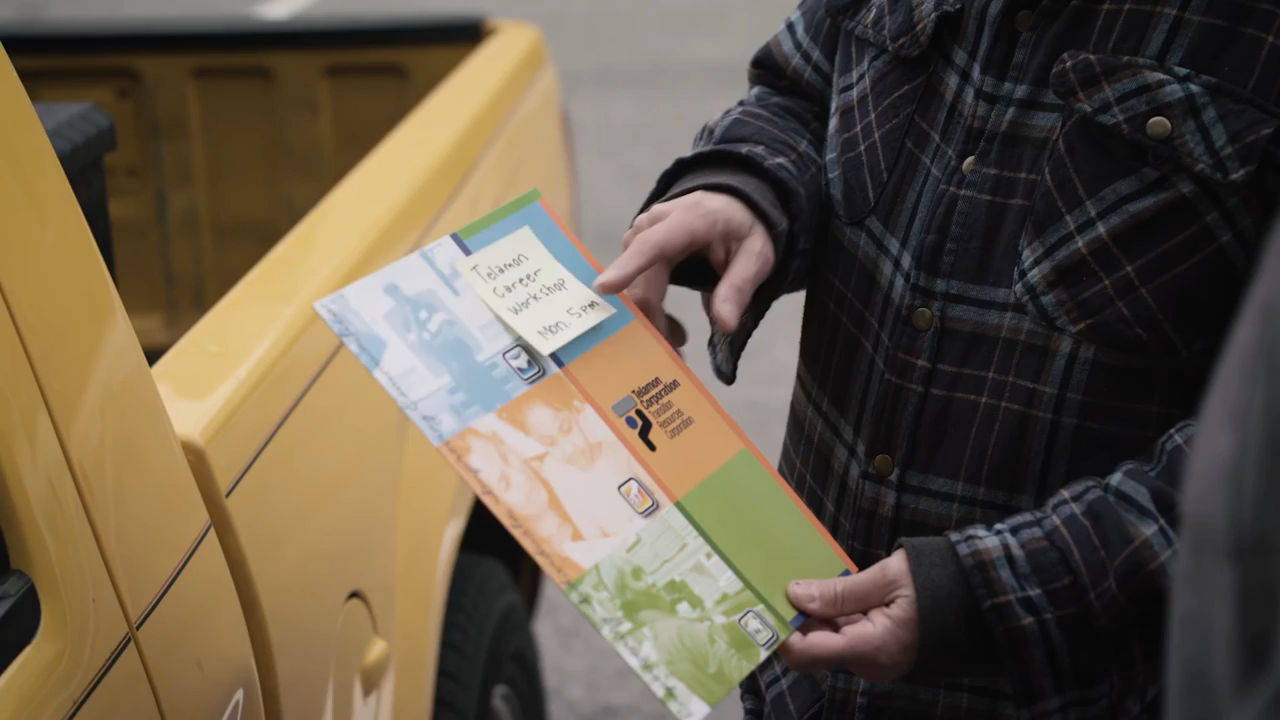 Telamon
Career
Workshop
Mon. 5pm
Telamon
Corporation
Transition
Resources
Corporation